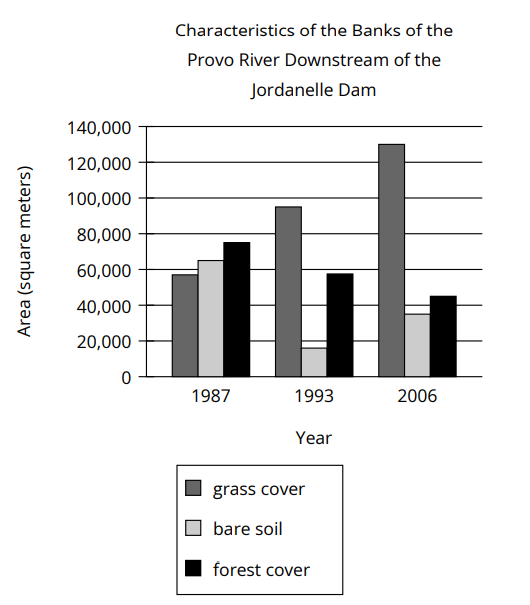 Characteristics of the Banks of the
Provo River Downstream of the
Jordanelle Dam
Area (square meters)
140,000
120,000
100,000
80,000
60,000
40,000
20,000
0
1987 1993 2006
Year
grass cover
bare soil
forest cover